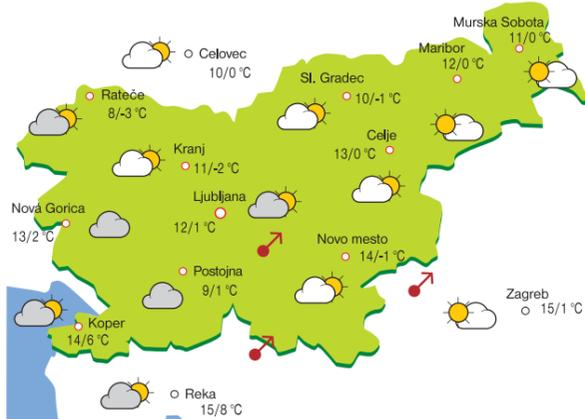 Murska Sobota
11/0 °C
Maribor
12/0 °C
Celovec
10/0 °C
Sl. Gradec
10/-1 °C
Rateče
8/-3 °C
Celje
13/0 °C
Kranj
11/-2 °C
Ljubljana
12/1 °C
Nova Gorica
13/2 °C
Novo mesto
14/-1 °C
Postojna
9/1 °C
Zagreb
15/1 °C
Koper
14/6 °C
Reka
15/8 °C